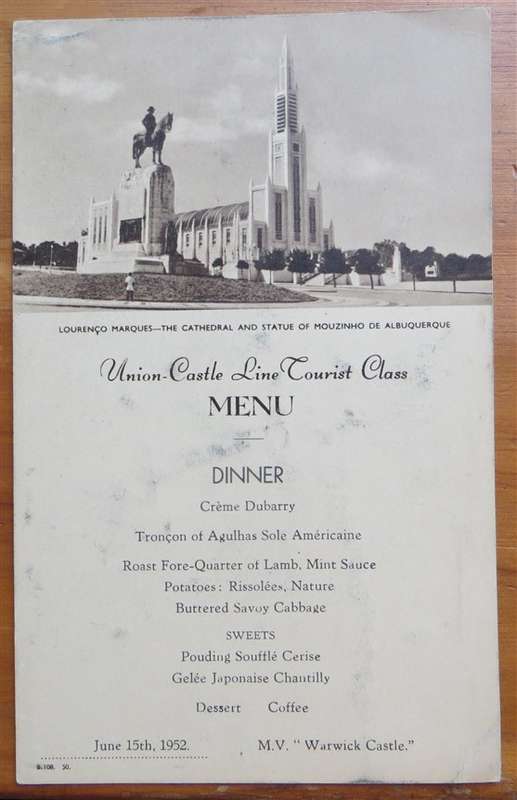 LOURENÇO MARQUES—THE CATHEDRAL AND STATUE OF MOUZINHO DE ALBUQUERQUE
Union-Castle Line Tourist Class
MENU
DINNER
Crème Dubarry
Tronçon of Agulhas Sole Américaine
Roast Fore-Quarter of Lamb, Mint Sauce
Potatoes: Rissolées, Nature
Buttered Savoy Cabbage
SWEETS
Pouding Soufflé Cerise
Gelée Japonaise Chantilly
Dessert Coffee
June 15th, 1952. M.V. "Warwick Castle."
50.